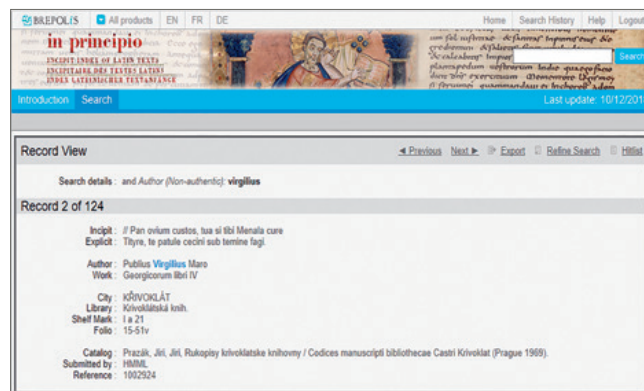 BREPOLiS All products EN FR DE Home Search History Help Logout
in principio
INCIPIT INDEX OF LATIN TEXTS
INCIPITAIRE DES TEXTES LATINS
INDEX LATEINISCHER TEXTANFÄNGE
Search
Introduction Search Last update: 10/12/201
Record View Previous Next Export Refine Search Hitlist
Search details : and Author (Non-authentic): virgilius
Record 2 of 124
Incipit : // Pan ovium custos, tua si tibi Menala cure
Explicit : Tityre, te patule cecini sub temine fagi.
Author : Publius Virgilius Maro
Work : Georgicorum libri IV
City : KŘIVOKLÁT
Library : Krivoklátská knih.
Shelf Mark : I a 21
Folio : 15-51v
Catalog : Prazák, Jirí, Jirí, Rukopisy krivoklatske knihovny / Codices manuscripti bibliothecae Castri Krivoklat (Prague 1969).
Submitted by : HMML
Reference : 1002924